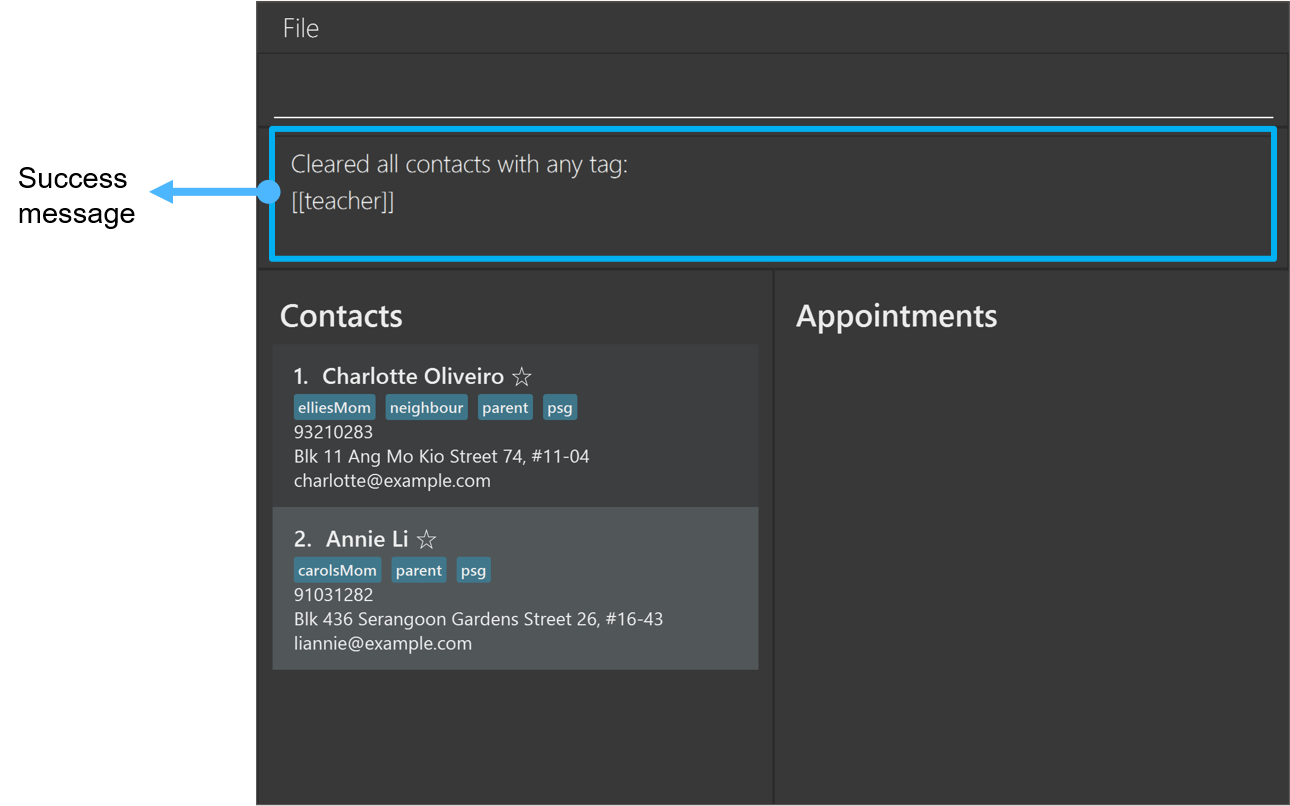 File
Success
message
Cleared all contacts with any tag:
[[teacher]]
Contacts
1. Charlotte Oliveiro ☆
elliesMom neighbour parent psg
93210283
Blk 11 Ang Mo Kio Street 74, #11-04
charlotte@example.com
2. Annie Li ☆
carolsMom parent psg
91031282
Blk 436 Serangoon Gardens Street 26, #16-43
liannie@example.com
Appointments